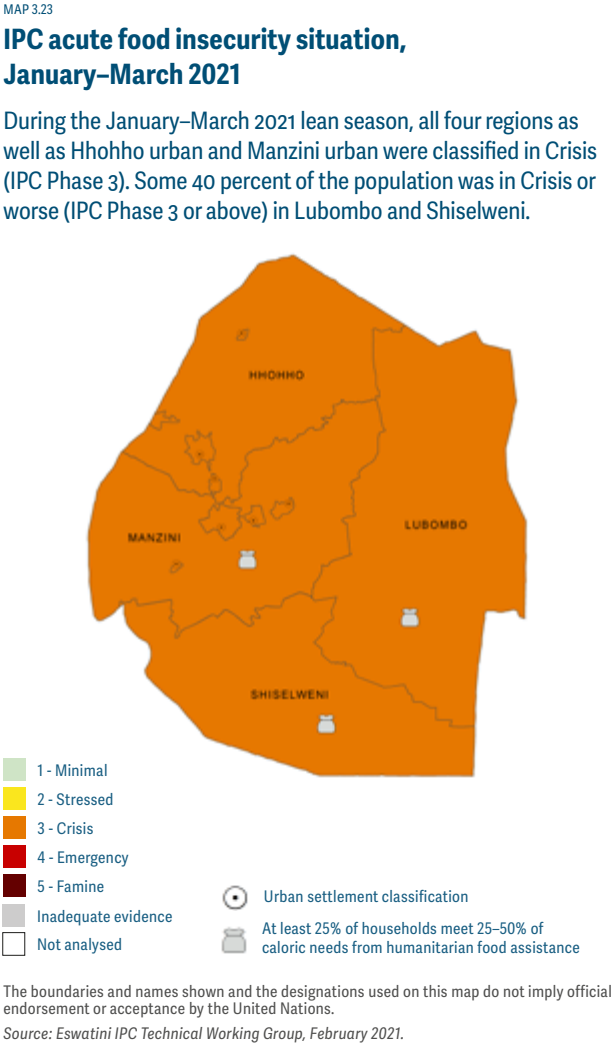 MAP 3.23
IPC acute food insecurity situation,
January–March 2021
During the January–March 2021 lean season, all four regions as
well as Hhohho urban and Manzini urban were classified in Crisis
(IPC Phase 3). Some 40 percent of the population was in Crisis or
worse (IPC Phase 3 or above) in Lubombo and Shiselweni.
HHOHHO
MANZINI
LUBOMBO
SHISELWENI
1 - Minimal
2 - Stressed
3 - Crisis
4 - Emergency
5 - Famine
Inadequate evidence
Not analysed
Urban settlement classification
At least 25% of households meet 25–50% of
caloric needs from humanitarian food assistance
The boundaries and names shown and the designations used on this map do not imply official
endorsement or acceptance by the United Nations.
Source: Eswatini IPC Technical Working Group, February 2021.